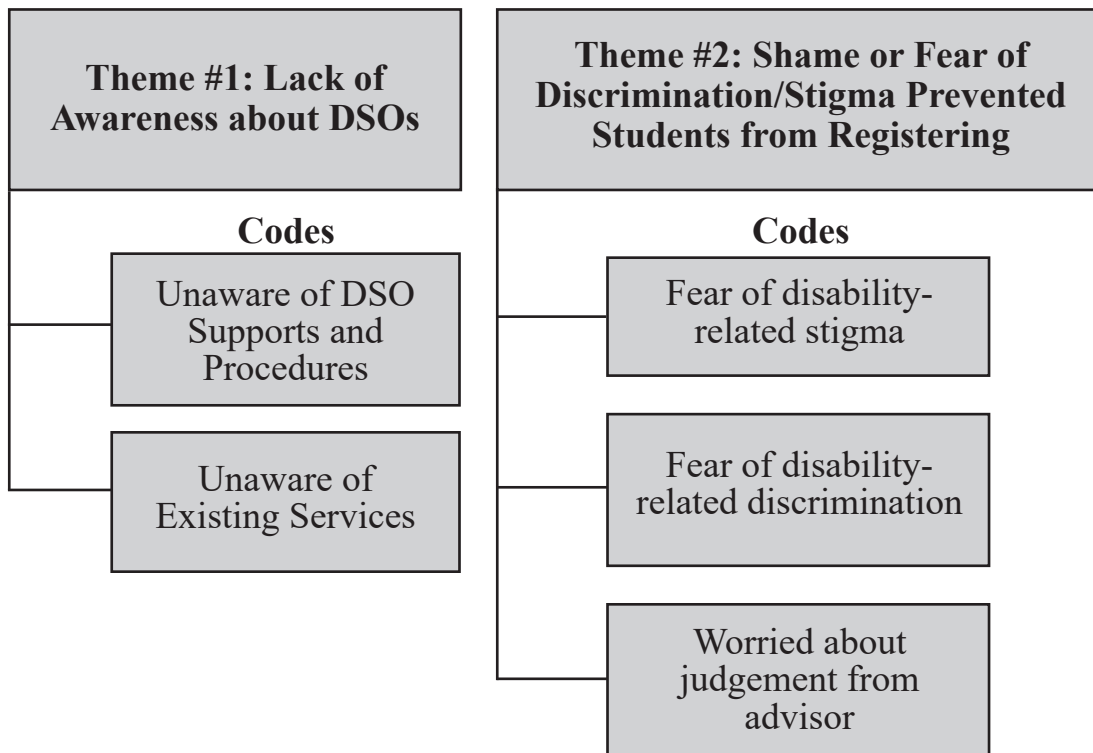 Theme #1: Lack of
Awareness about DSOs
Codes
Unaware of DSO
Supports and
Procedures
Unaware of
Existing Services
Theme #2: Shame or Fear of
Discrimination/Stigma Prevented
Students from Registering
Codes
Fear of disability-
related stigma
Fear of disability-
related discrimination
Worried about
judgement from
advisor